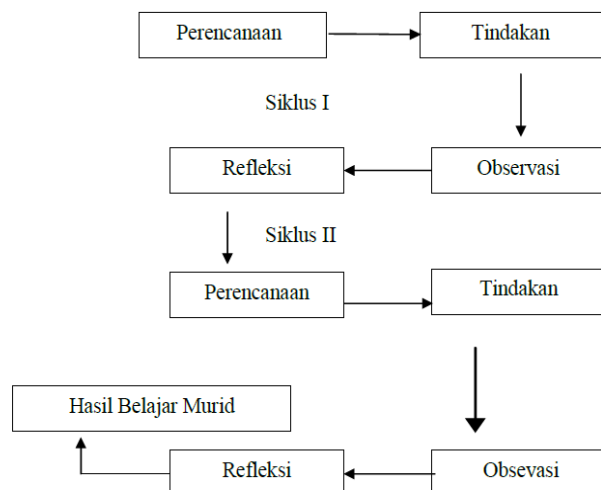 Perencanaan
Tindakan
Siklus I
Refleksi
Observasi
Siklus II
Perencanaan
Tindakan
Hasil Belajar Murid
Refleksi
Obsevasi